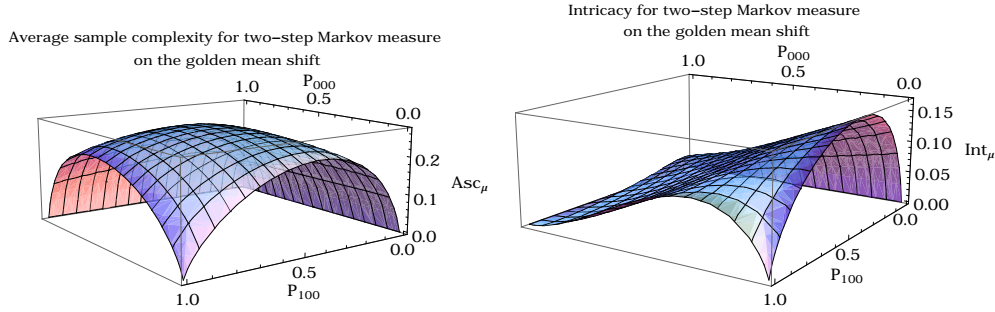 Average sample complexity for two−step Markov measure
on the golden mean shift
1.0
P000
0.5
0.0
0.2
0.1
0.0
Ascμ
0.0
0.5
P100
1.0
Intricacy for two−step Markov measure
on the golden mean shift
1.0
P000
0.5
0.0
0.15
0.10
0.05
0.00
Intμ
0.0
0.5
P100
1.0